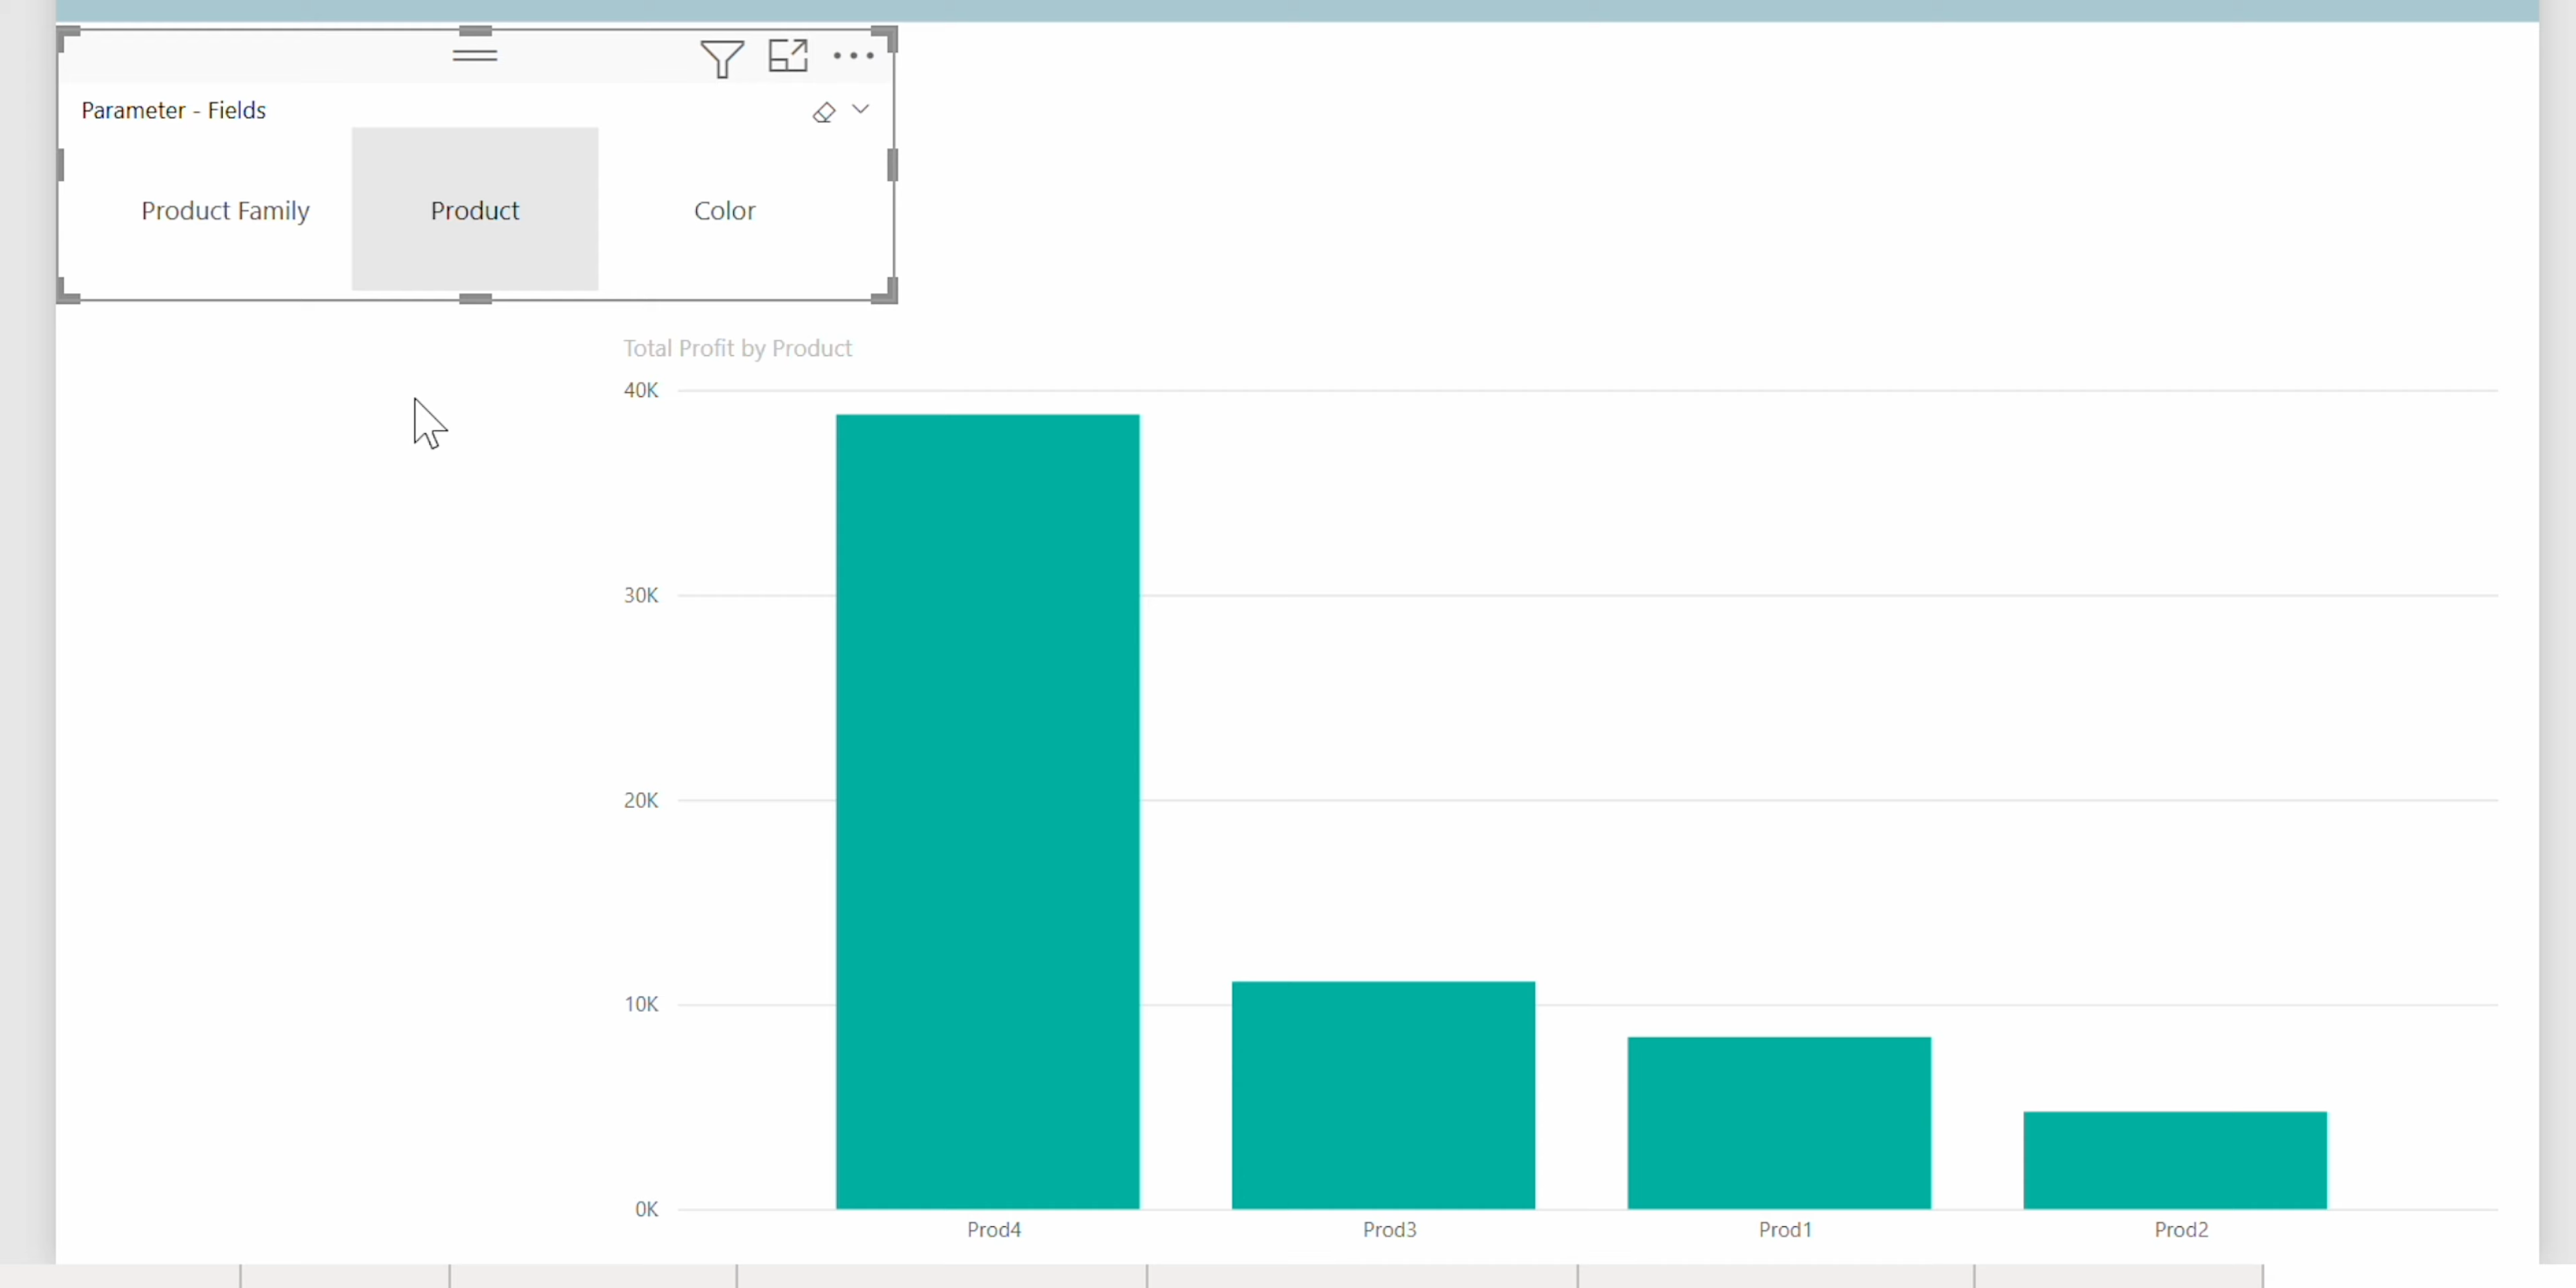 Parameter - Fields
Product Family
Product
Color
Total Profit by Product
40K
30K
20K
10K
0K
Prod4
Prod3
Prod1
Prod2